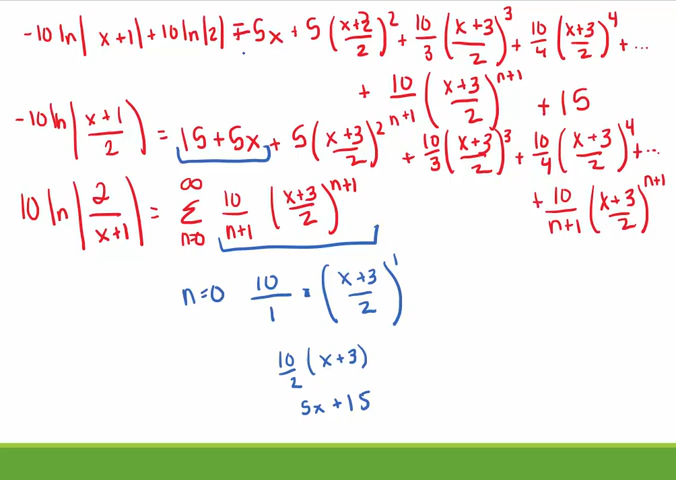 -10 ln| x+1| + 10 ln|2| = -5x + 5((x+3)/2)^2 + 10/3((x+3)/2)^3 + 10/4((x+3)/2)^4 + ...
+ 10/(n+1) ((x+3)/2)^(n+1) + 15
-10 ln|(x+1)/2| = 15+5x + 5((x+3)/2)^2 + 10/3((x+3)/2)^3 + 10/4((x+3)/2)^4 + ...
+ 10/(n+1) ((x+3)/2)^(n+1)
10 ln|2/(x+1)| = ∞ Σ n=0 10/(n+1) ((x+3)/2)^(n+1)
n=0 10/1 · ((x+3)/2)^1
10/2 (x+3)
5x +15